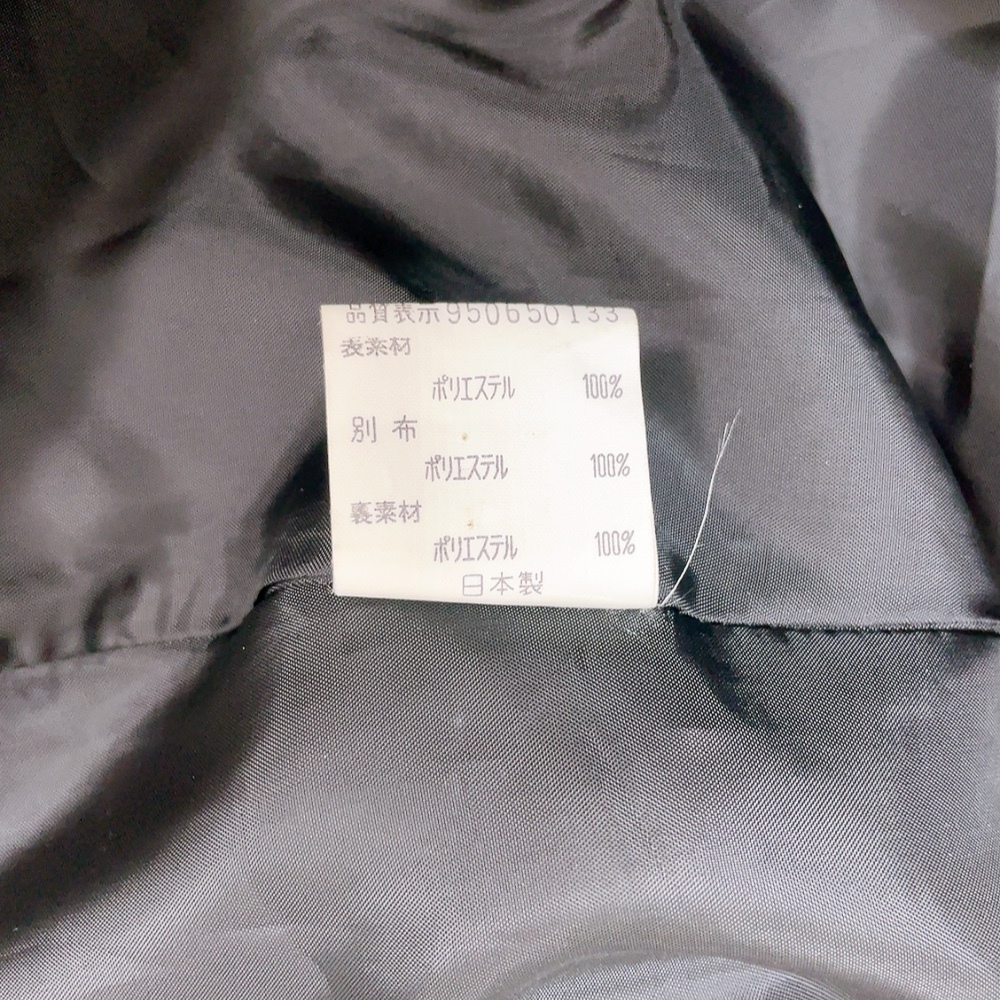 品質表示950650133
表素材
ポリエステル 100%
別布
ポリエステル 100%
裏素材
ポリエステル 100%
日本製